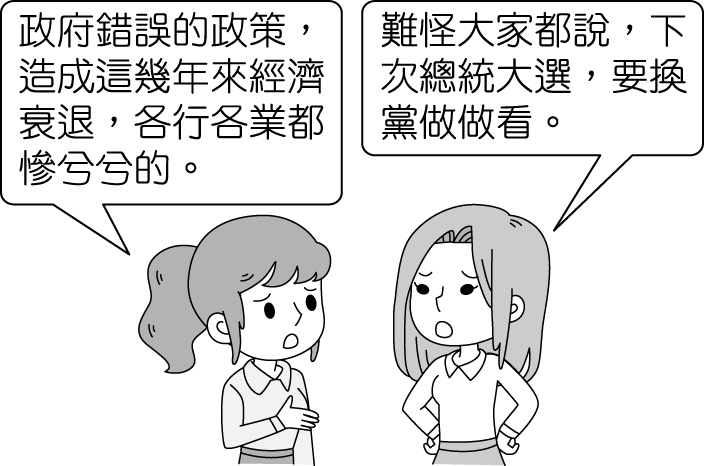 政府錯誤的政策，
造成這幾年來經濟
衰退，各行各業都
慘兮兮的。
難怪大家都說，下
次總統大選，要換
黨做做看。